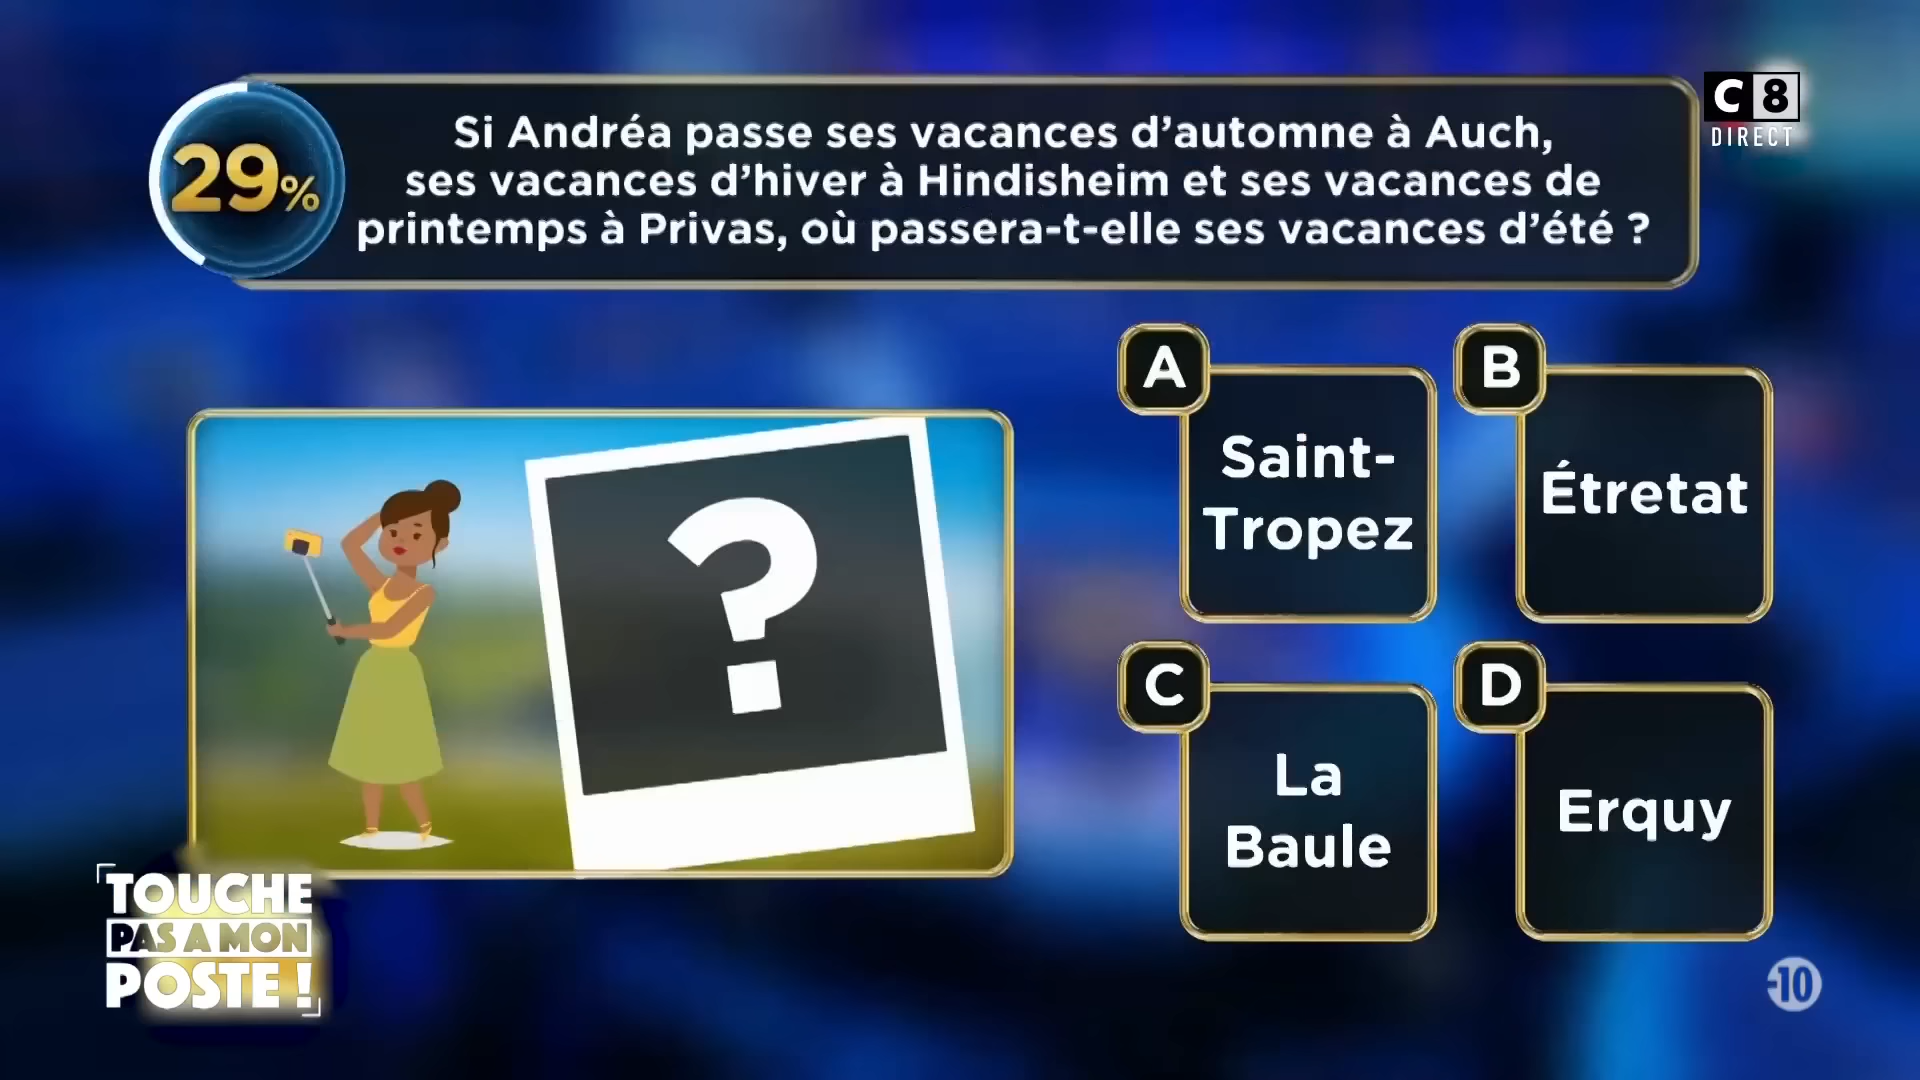 Si Andréa passe ses vacances d'automne à Auch,
ses vacances d'hiver à Hindisheim et ses vacances de
printemps à Privas, où passera-t-elle ses vacances d'été ?
29%
C8
DIRECT
A
Saint-
Tropez
B
Étretat
?
C
La
Baule
D
Erquy
TOUCHE
PAS A MON
POSTE !
-10